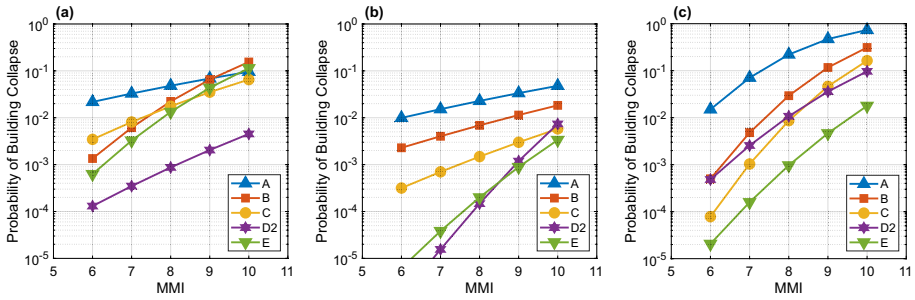 (a)
Probability of Building Collapse
10^0
10^-1
10^-2
10^-3
10^-4
10^-5
5 6 7 8 9 10 11
MMI
A
B
C
D2
E
(b)
Probability of Building Collapse
10^0
10^-1
10^-2
10^-3
10^-4
10^-5
5 6 7 8 9 10 11
MMI
A
B
C
D2
E
(c)
Probability of Building Collapse
10^0
10^-1
10^-2
10^-3
10^-4
10^-5
5 6 7 8 9 10 11
MMI
A
B
C
D2
E